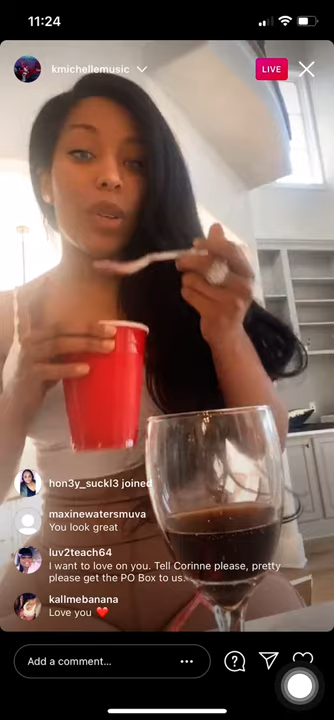 11:24
kmichellemusic
LIVE
hon3y_suckl3 joined
maxinewatersmuva
You look great
luv2teach64
I want to love on you. Tell Corinne please, pretty
please get the PO Box to us.
kallmebanana
Love you ❤️
Add a comment...